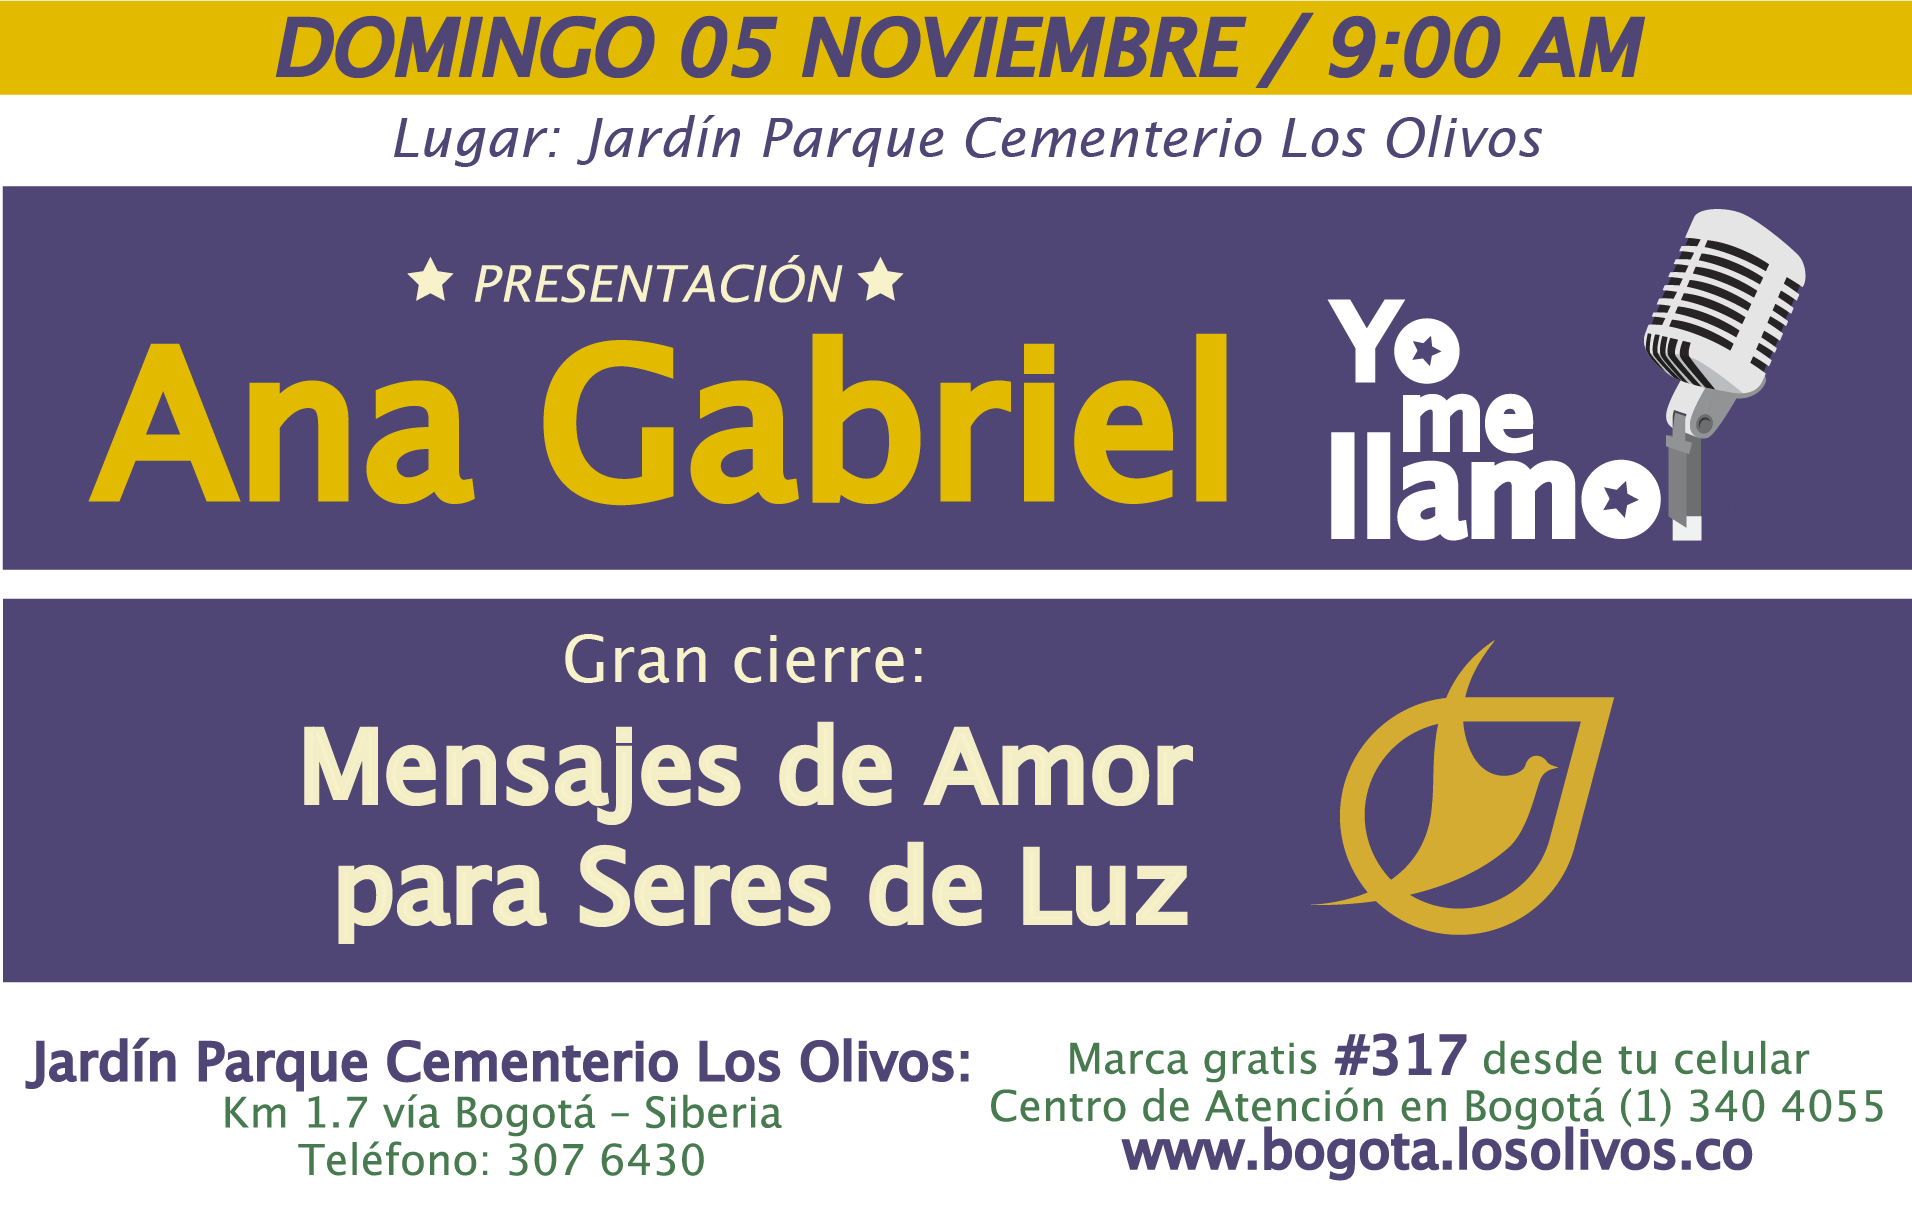 DOMINGO 05 NOVIEMBRE / 9:00 AM
Lugar: Jardín Parque Cementerio Los Olivos
PRESENTACIÓN
Ana Gabriel
Yo
me
llamo
Gran cierre:
Mensajes de Amor
para Seres de Luz
Jardín Parque Cementerio Los Olivos:
Km 1.7 vía Bogotá – Siberia
Teléfono: 307 6430
Marca gratis #317 desde tu celular
Centro de Atención en Bogotá (1) 340 4055
www.bogota.losolivos.co